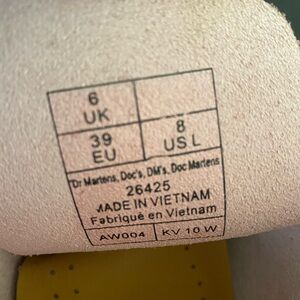 6
UK
39
EU
8
US L
Dr Martens, Doc's, DM's, Doc Martens
26425
MADE IN VIETNAM
Fabriqué en Vietnam
AW004
KV 10 W